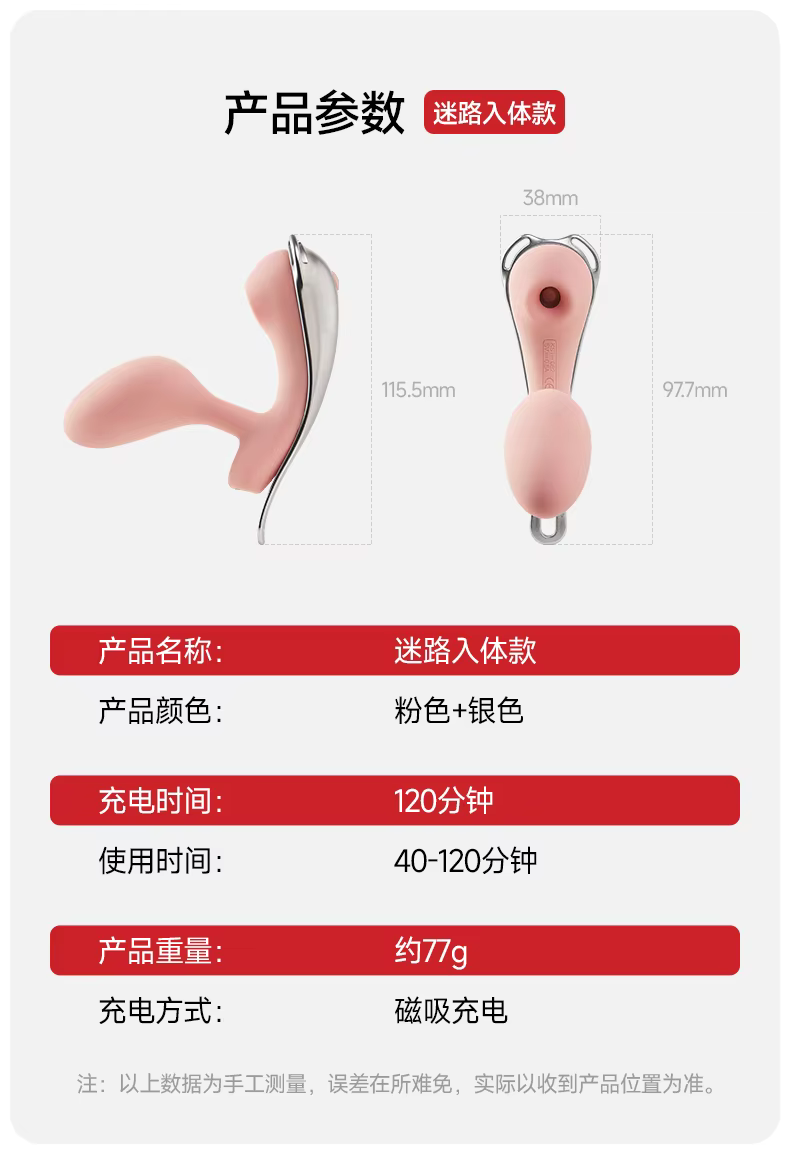 产品参数 迷路入体款
38mm
115.5mm
97.7mm
产品名称： 迷路入体款
产品颜色： 粉色+银色
充电时间： 120分钟
使用时间： 40-120分钟
产品重量： 约77g
充电方式： 磁吸充电
注：以上数据为手工测量，误差在所难免，实际以收到产品位置为准。